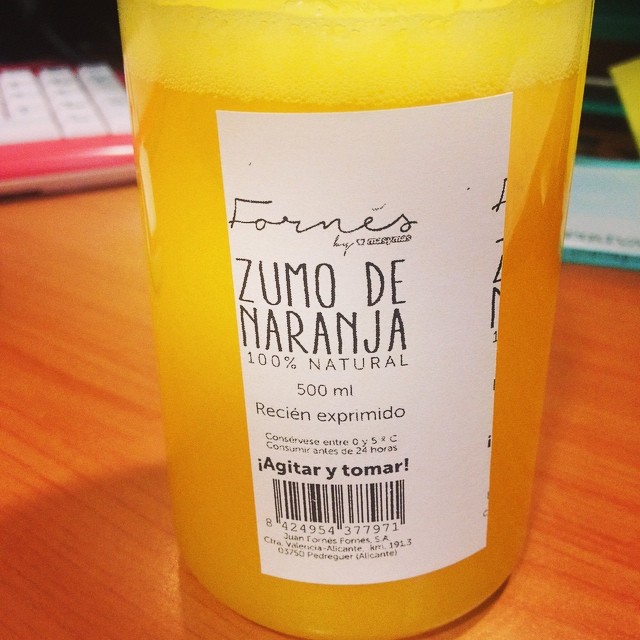 Fornés
by masymas
ZUMO DE
NARANJA
100% NATURAL
500 ml
Recién exprimido
Consérvese entre 0 y 5 º C
Consumir antes de 24 horas
¡Agitar y tomar!
8 424954 377971
Juan Fornés Fornés, S.A.
Ctra. Valencia-Alicante, km. 191.3
03750 Pedreguer (Alicante)